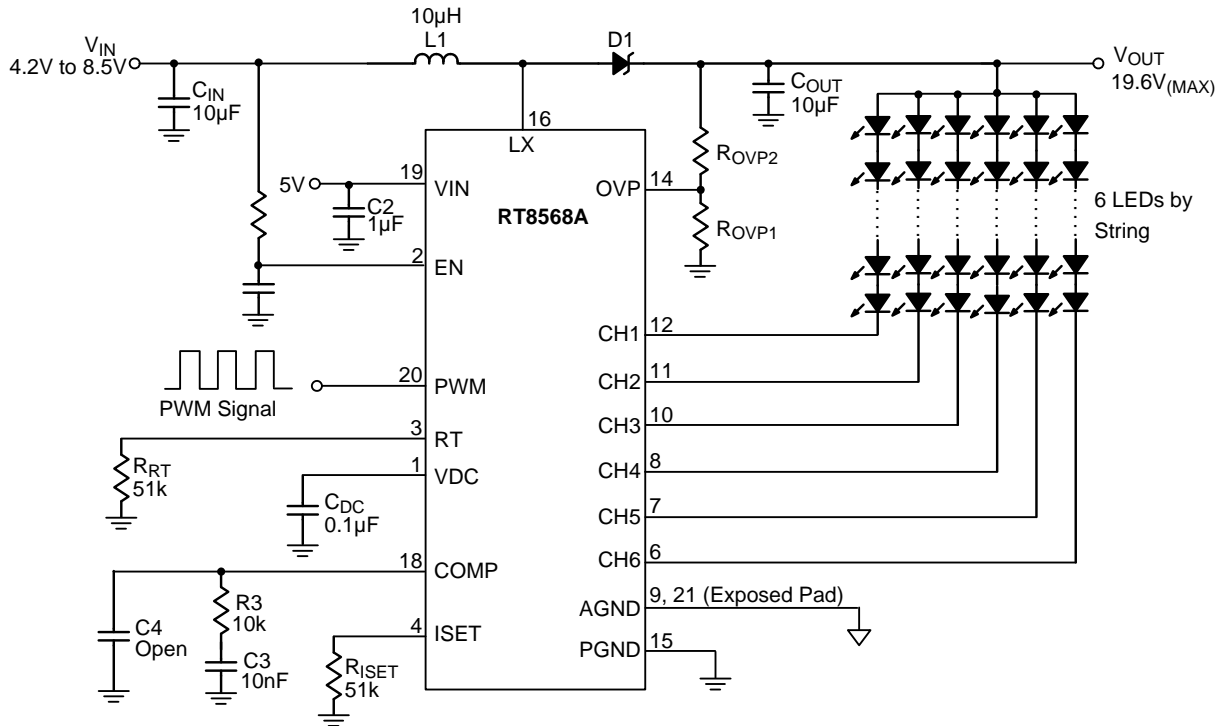 10µH
L1
D1
VIN
4.2V to 8.5V
VOUT
19.6V(MAX)
CIN
10µF
COUT
10µF
16
LX
ROVP2
19
VIN
5V
C2
1µF
14
OVP
RT8568A
ROVP1
6 LEDs by
String
2
EN
12
CH1
20
PWM
PWM Signal
11
CH2
10
CH3
3
RT
RRT
51k
1
VDC
8
CH4
CDC
0.1µF
7
CH5
6
CH6
18
COMP
R3
10k
9, 21 (Exposed Pad)
AGND
C4
Open
4
ISET
C3
10nF
RISET
51k
15
PGND